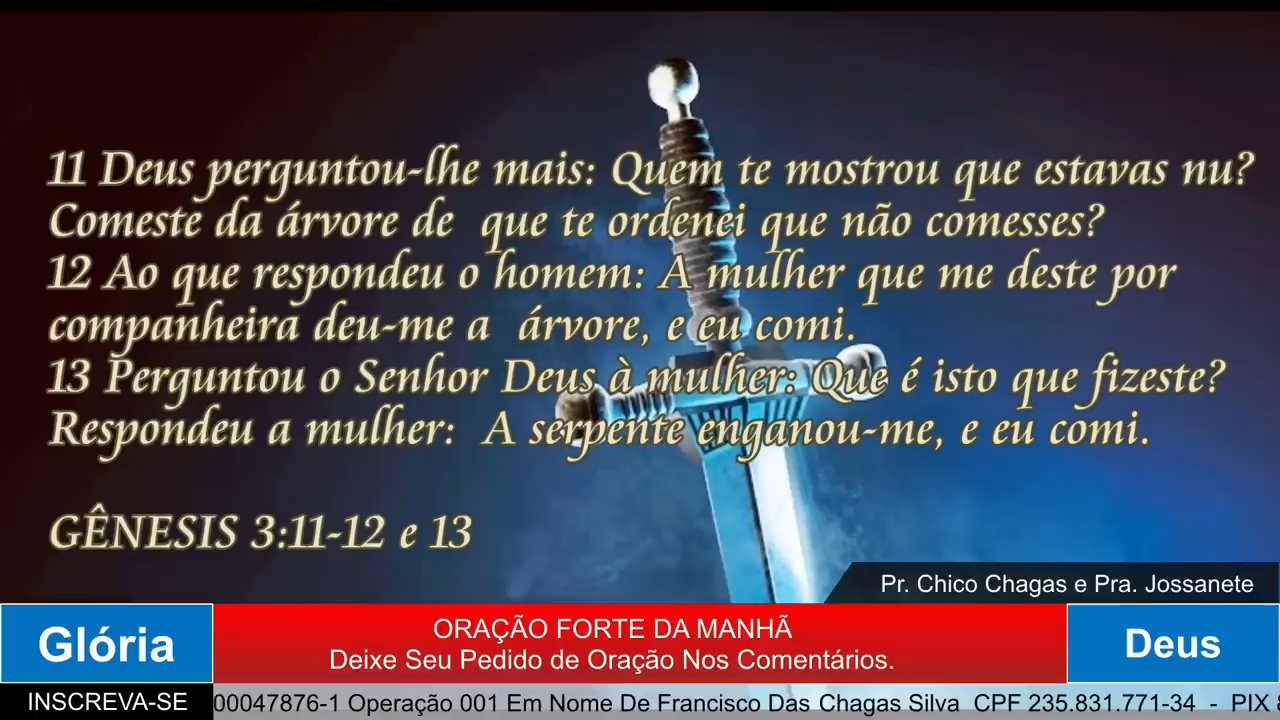 11 Deus perguntou-lhe mais: Quem te mostrou que estavas nu?
Comeste da árvore de que te ordenei que não comesses?
12 Ao que respondeu o homem: A mulher que me deste por
companheira deu-me a árvore, e eu comi.
13 Perguntou o Senhor Deus à mulher: Que é isto que fizeste?
Respondeu a mulher: A serpente enganou-me, e eu comi.
GÊNESIS 3:11-12 e 13
Pr. Chico Chagas e Pra. Jossanete
Glória
ORAÇÃO FORTE DA MANHÃ
Deixe Seu Pedido de Oração Nos Comentários.
Deus
INSCREVA-SE
00047876-1 Operação 001 Em Nome De Francisco Das Chagas Silva CPF 235.831.771-34 - PIX